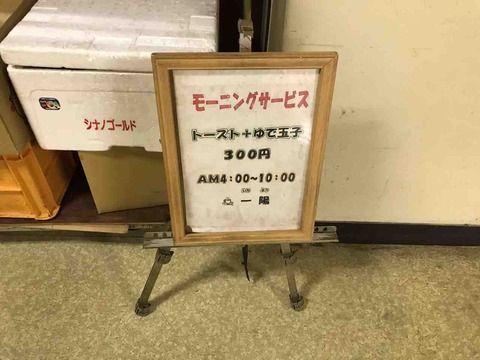 シナノゴールド
モーニングサービス
トースト+ゆで玉子
300円
AM4:00~10:00
一陽